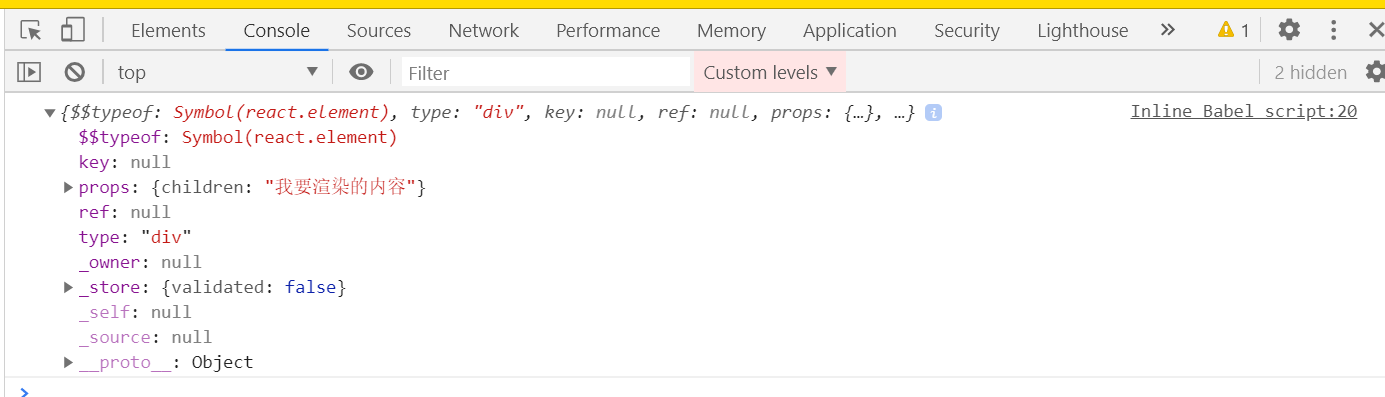 Elements Console Sources Network Performance Memory Application Security Lighthouse » 1
top ▼ Filter Custom levels ▼ 2 hidden
▼{$$typeof: Symbol(react.element), type: "div", key: null, ref: null, props: {…}, …} i Inline Babel script:20
$$typeof: Symbol(react.element)
key: null
▶props: {children: "我要渲染的内容"}
ref: null
type: "div"
_owner: null
▶_store: {validated: false}
_self: null
_source: null
▶__proto__: Object
>